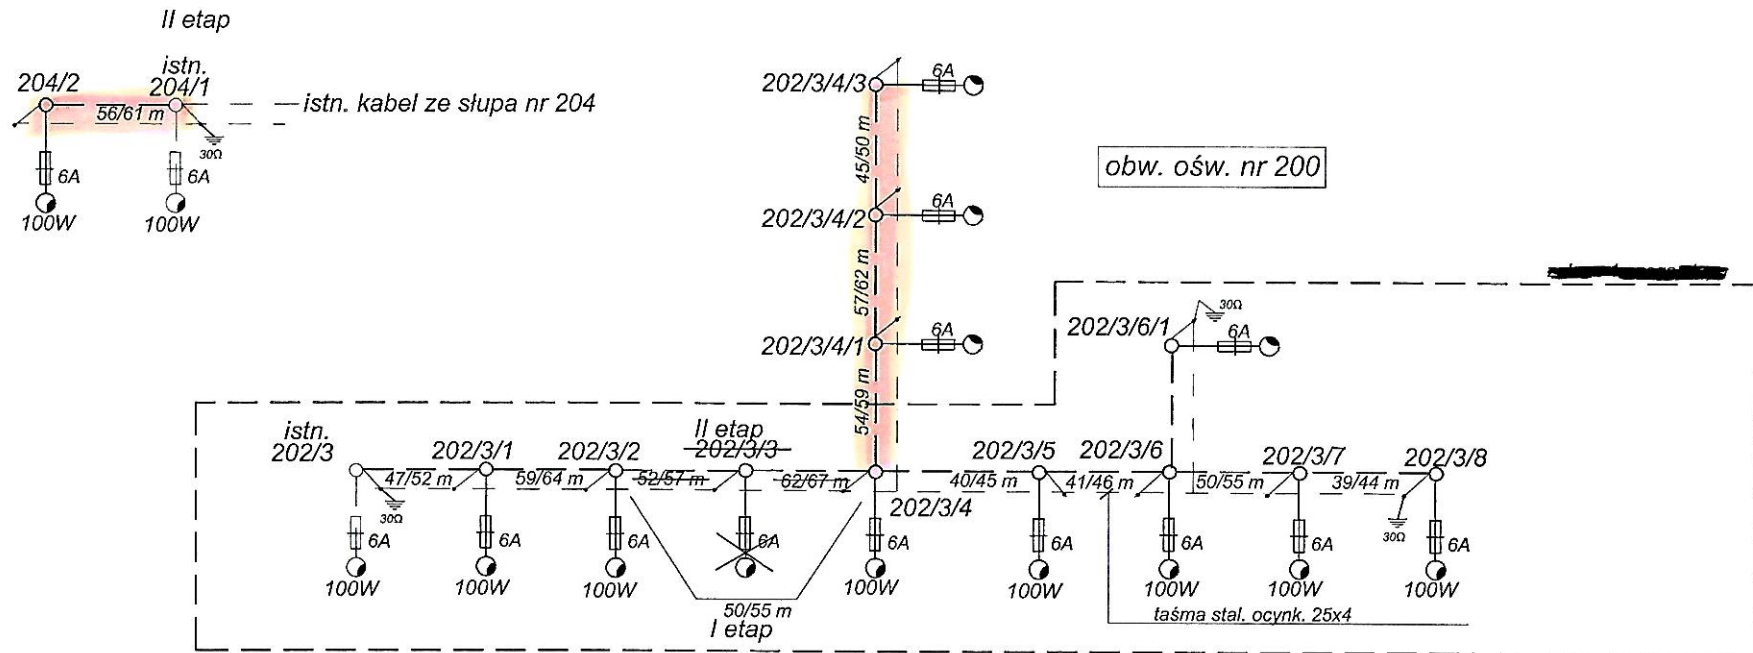 II etap
204/2
istn.
204/1
56/61 m
istn. kabel ze słupa nr 204
30Ω
6A
6A
100W
100W
202/3/4/3
6A
45/50 m
202/3/4/2
6A
57/62 m
202/3/4/1
6A
54/59 m
obw. ośw. nr 200
202/3/6/1
30Ω
6A
istn.
202/3
202/3/1
202/3/2
II etap
202/3/3
202/3/4
202/3/5
202/3/6
202/3/7
202/3/8
47/52 m
59/64 m
52/57 m
62/67 m
40/45 m
41/46 m
50/55 m
39/44 m
30Ω
30Ω
6A
6A
6A
6A
6A
6A
6A
6A
6A
100W
100W
100W
100W
100W
100W
100W
100W
50/55 m
I etap
taśma stal. ocynk. 25x4